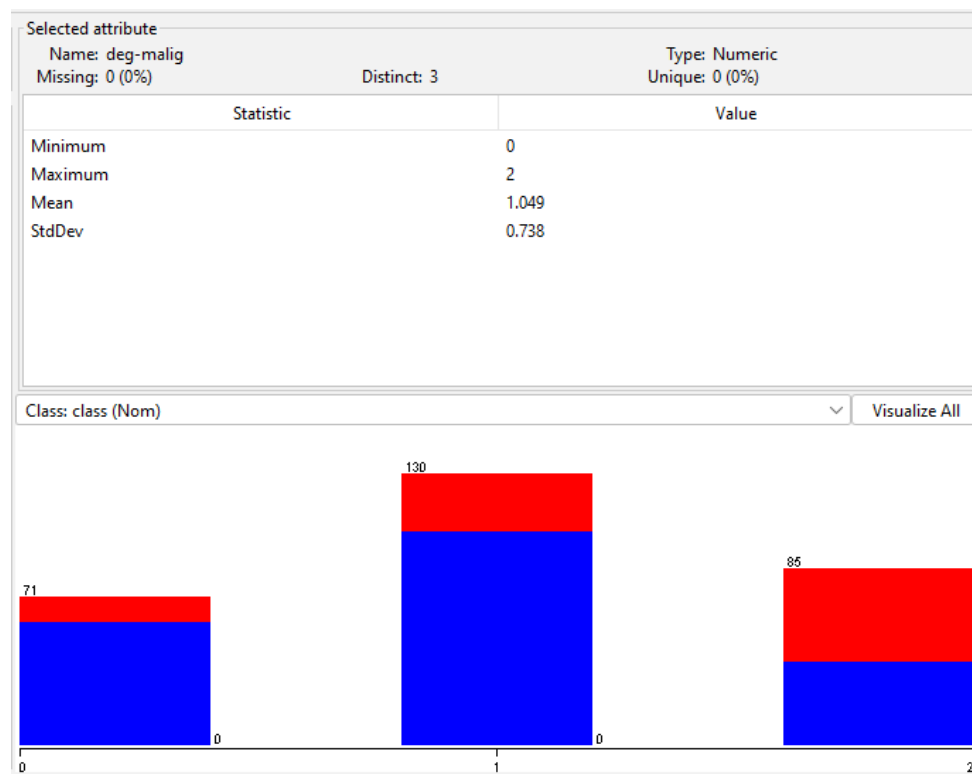 Selected attribute
Name: deg-malig Type: Numeric
Missing: 0 (0%) Distinct: 3 Unique: 0 (0%)
Statistic Value
Minimum 0
Maximum 2
Mean 1.049
StdDev 0.738
Class: class (Nom) Visualize All
130
85
71
0 0
0 1 2